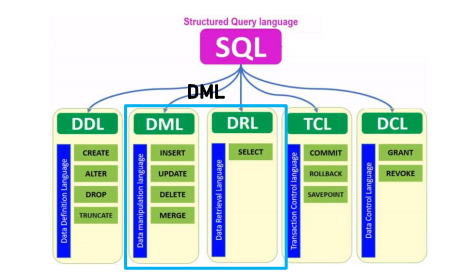 Structured Query language
SQL
DML
DDL
Data Definition Language
CREATE
ALTER
DROP
TRUNCATE
DML
Data manipulation language
INSERT
UPDATE
DELETE
MERGE
DRL
Data Retrieval Language
SELECT
TCL
Transaction Control language
COMMIT
ROLLBACK
SAVEPOINT
DCL
Data Control Language
GRANT
REVOKE